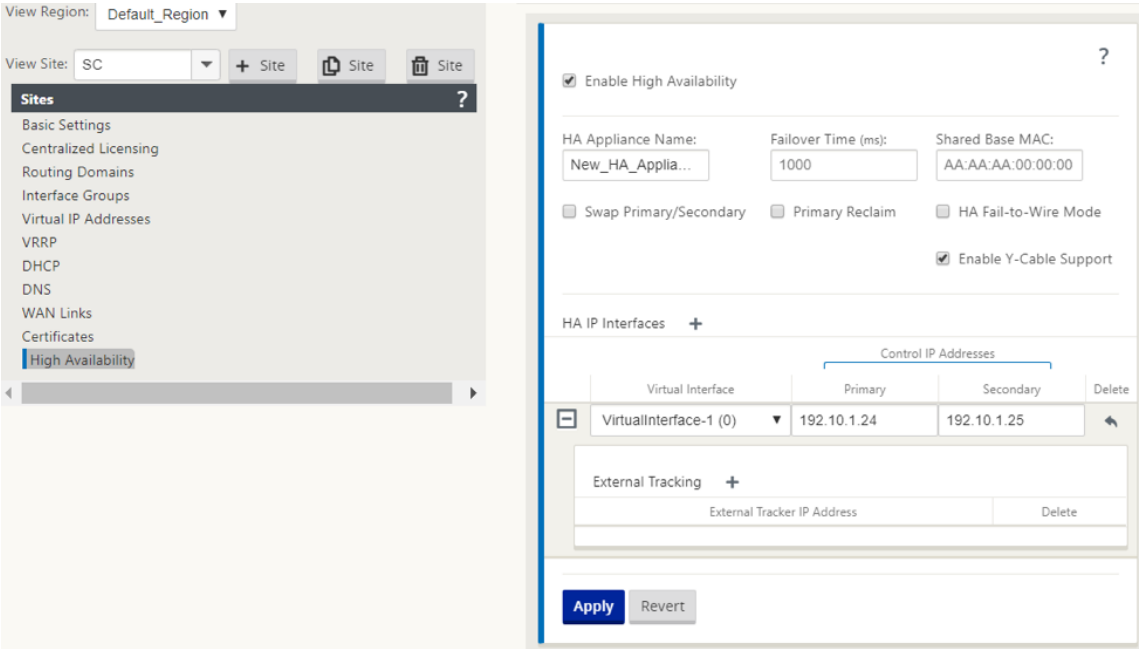 View Region: Default_Region ▼
View Site: SC + Site Site Site
Sites ?
Basic Settings
Centralized Licensing
Routing Domains
Interface Groups
Virtual IP Addresses
VRRP
DHCP
DNS
WAN Links
Certificates
High Availability
?
Enable High Availability
HA Appliance Name: Failover Time (ms): Shared Base MAC:
New_HA_Applia... 1000 AA:AA:AA:00:00:00
Swap Primary/Secondary Primary Reclaim HA Fail-to-Wire Mode
Enable Y-Cable Support
HA IP Interfaces +
Control IP Addresses
Virtual Interface Primary Secondary Delete
VirtualInterface-1 (0) ▼ 192.10.1.24 192.10.1.25
External Tracking +
External Tracker IP Address Delete
Apply Revert